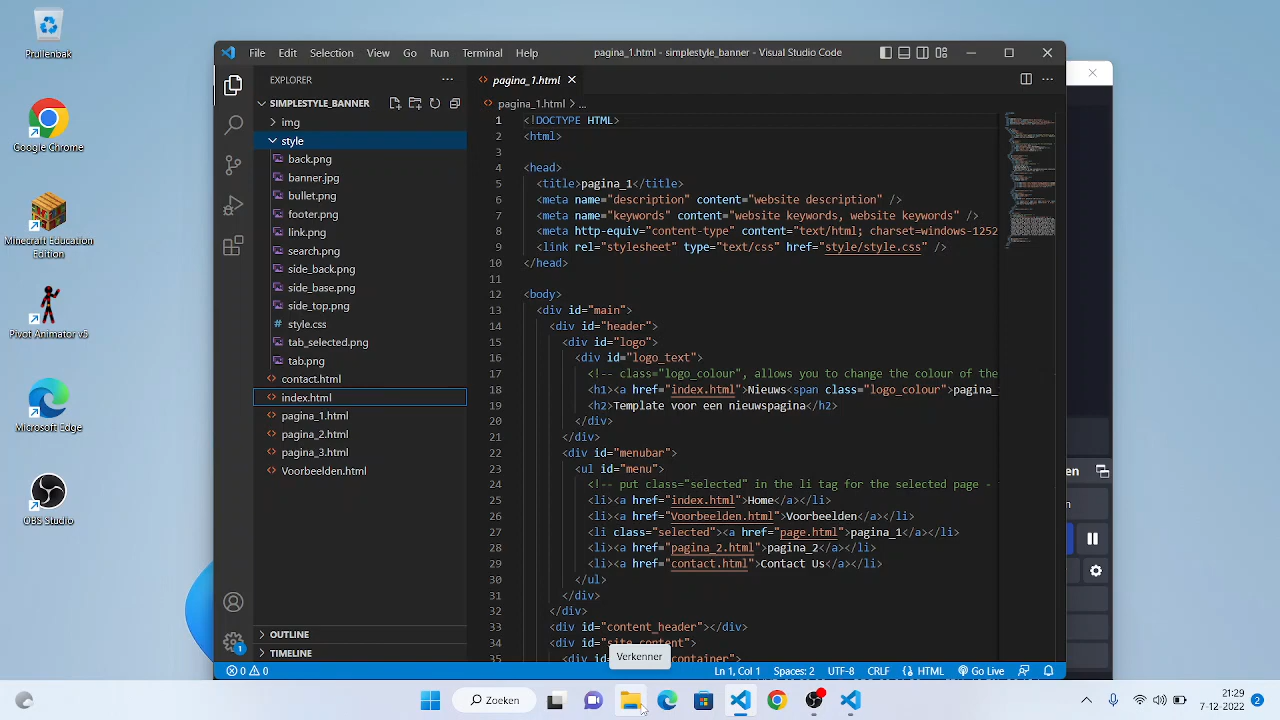 Prullenbak
Google Chrome
Minecraft Education
Edition
Pivot Animator v5
Microsoft Edge
OBS Studio
File Edit Selection View Go Run Terminal Help
pagina_1.html - simplestyle_banner - Visual Studio Code
EXPLORER
SIMPLESTYLE_BANNER
img
style
back.png
banner.jpg
bullet.png
footer.png
link.png
search.png
side_back.png
side_base.png
side_top.png
style.css
tab_selected.png
tab.png
contact.html
index.html
pagina_1.html
pagina_2.html
pagina_3.html
Voorbeelden.html
OUTLINE
TIMELINE
pagina_1.html
pagina_1.html > ...
1 <!DOCTYPE HTML>
2 <html>
3
4 <head>
5 <title>pagina_1</title>
6 <meta name="description" content="website description" />
7 <meta name="keywords" content="website keywords, website keywords" />
8 <meta http-equiv="content-type" content="text/html; charset=windows-1252
9 <link rel="stylesheet" type="text/css" href="style/style.css" />
10 </head>
11
12 <body>
13 <div id="main">
14 <div id="header">
15 <div id="logo">
16 <div id="logo_text">
17 <!-- class="logo_colour", allows you to change the colour of the
18 <h1><a href="index.html">Nieuws<span class="logo_colour">pagina_
19 <h2>Template voor een nieuwspagina</h2>
20 </div>
21 </div>
22 <div id="menubar">
23 <ul id="menu">
24 <!-- put class="selected" in the li tag for the selected page -
25 <li><a href="index.html">Home</a></li>
26 <li><a href="Voorbeelden.html">Voorbeelden</a></li>
27 <li class="selected"><a href="page.html">pagina_1</a></li>
28 <li><a href="pagina_2.html">pagina_2</a></li>
29 <li><a href="contact.html">Contact Us</a></li>
30 </ul>
31 </div>
32 </div>
33 <div id="content_header"></div>
34 <div id="site_content">
35
Verkenner
0 0
Ln 1, Col 1 Spaces: 2 UTF-8 CRLF HTML Go Live
en
n
1
Zoeken
21:29
7-12-2022
2